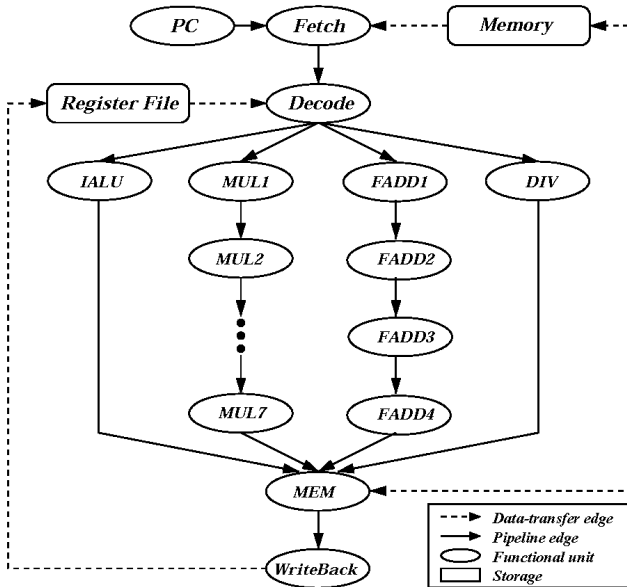 PC
Fetch
Memory
Register File
Decode
IALU
MUL1
FADD1
DIV
MUL2
FADD2
FADD3
MUL7
FADD4
MEM
WriteBack
Data-transfer edge
Pipeline edge
Functional unit
Storage